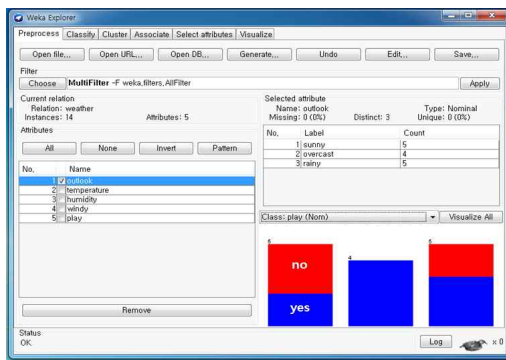 Weka Explorer
Preprocess Classify Cluster Associate Select attributes Visualize
Open file... Open URL... Open DB... Generate... Undo Edit... Save...
Filter
Choose MultiFilter -F weka.filters.AllFilter Apply
Current relation
Relation: weather
Instances: 14 Attributes: 5
Attributes
All None Invert Pattern
No. Name
1 outlook
2 temperature
3 humidity
4 windy
5 play
Remove
Selected attribute
Name: outlook Type: Nominal
Missing: 0 (0%) Distinct: 3 Unique: 0 (0%)
No. Label Count
1 sunny 5
2 overcast 4
3 rainy 5
Class: play (Nom) Visualize All
5 4 5
no
yes
Status
OK Log x 0